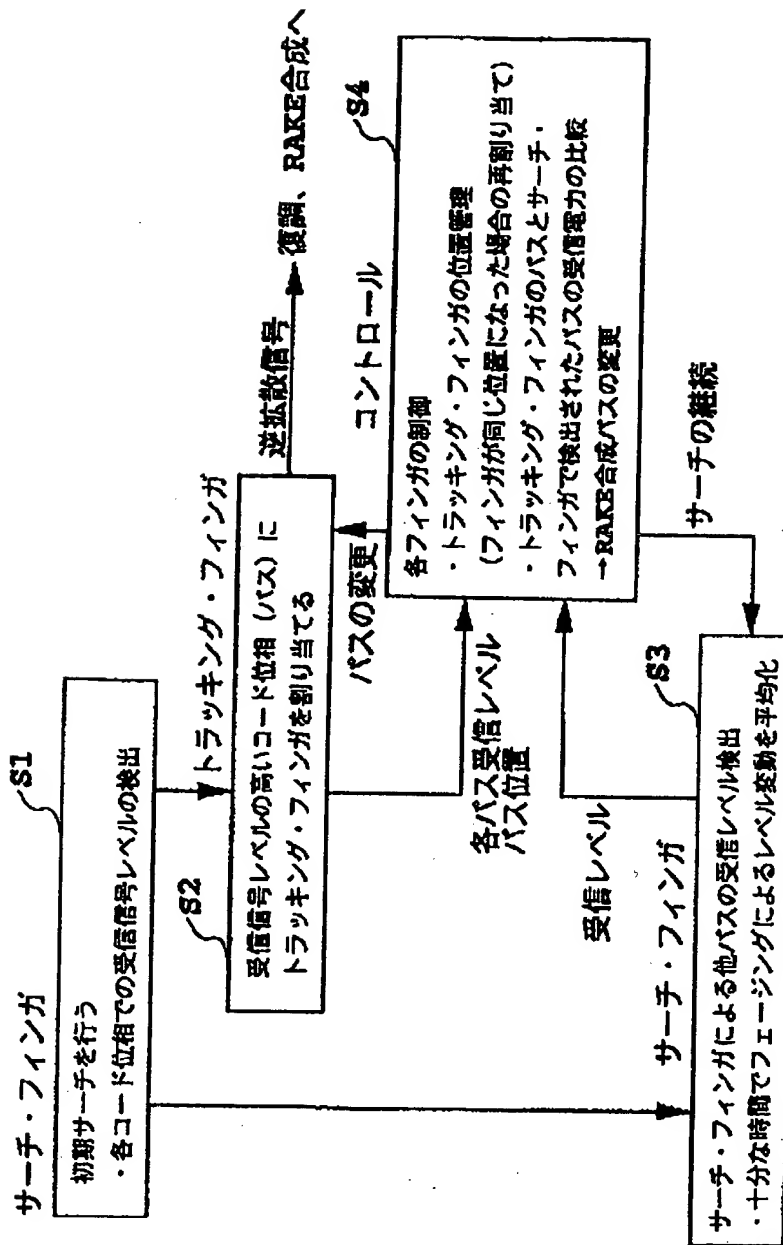 サーチ・フィンガ
S1
初期サーチを行う
・各コード位相での受信信号レベルの検出
S2
トラッキング・フィンガ
受信信号レベルの高いコード位相（パス）に
トラッキング・フィンガを割り当てる
逆拡散信号
復調、RAKE合成へ
パスの変更
コントロール
S4
各フィンガの制御
・トラッキング・フィンガの位置管理
（フィンガが同じ位置になった場合の再割り当て）
・トラッキング・フィンガのパスとサーチ・
フィンガで検出されたパスの受信電力の比較
→RAKE合成パスの変更
各パス受信レベル
パス位置
受信レベル
サーチの継続
サーチ・フィンガ
S3
サーチ・フィンガによる他パスの受信レベル検出
・十分な時間でフェージングによるレベル変動を平均化